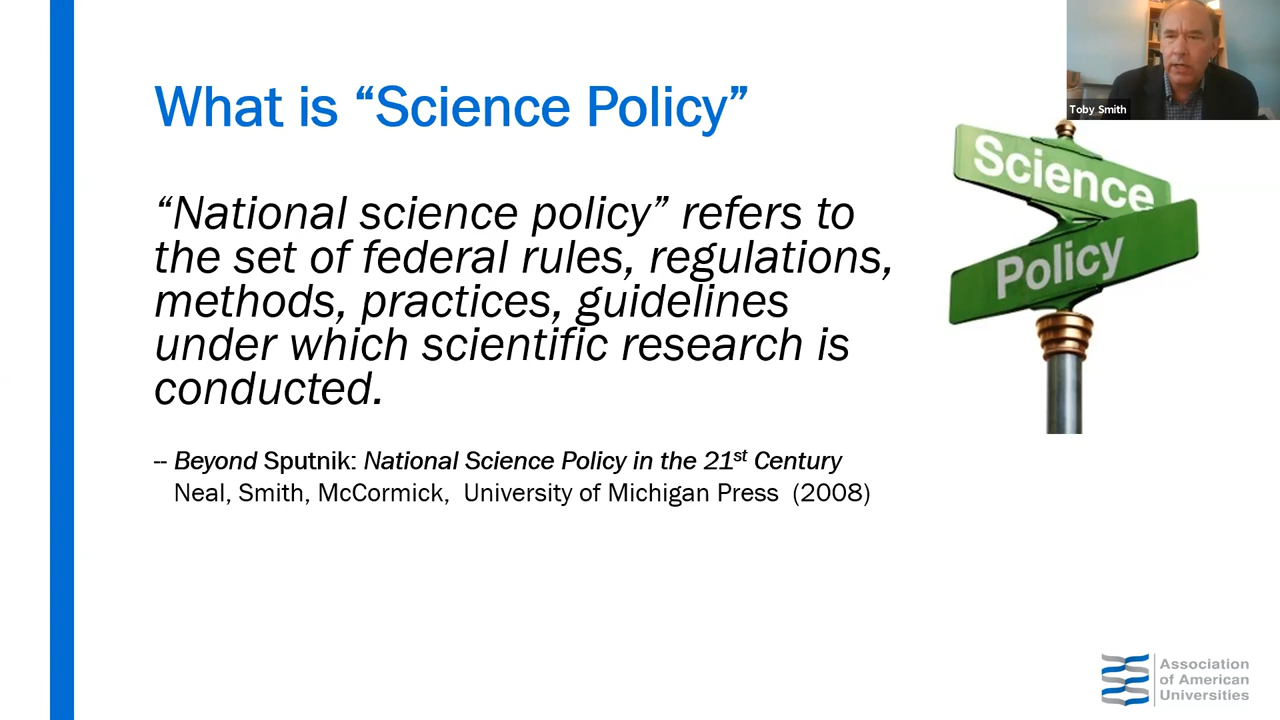 What is “Science Policy”
“National science policy” refers to
the set of federal rules, regulations,
methods, practices, guidelines
under which scientific research is
conducted.
-- Beyond Sputnik: National Science Policy in the 21st Century
Neal, Smith, McCormick, University of Michigan Press (2008)
Toby Smith
Science
Policy
Association
of American
Universities